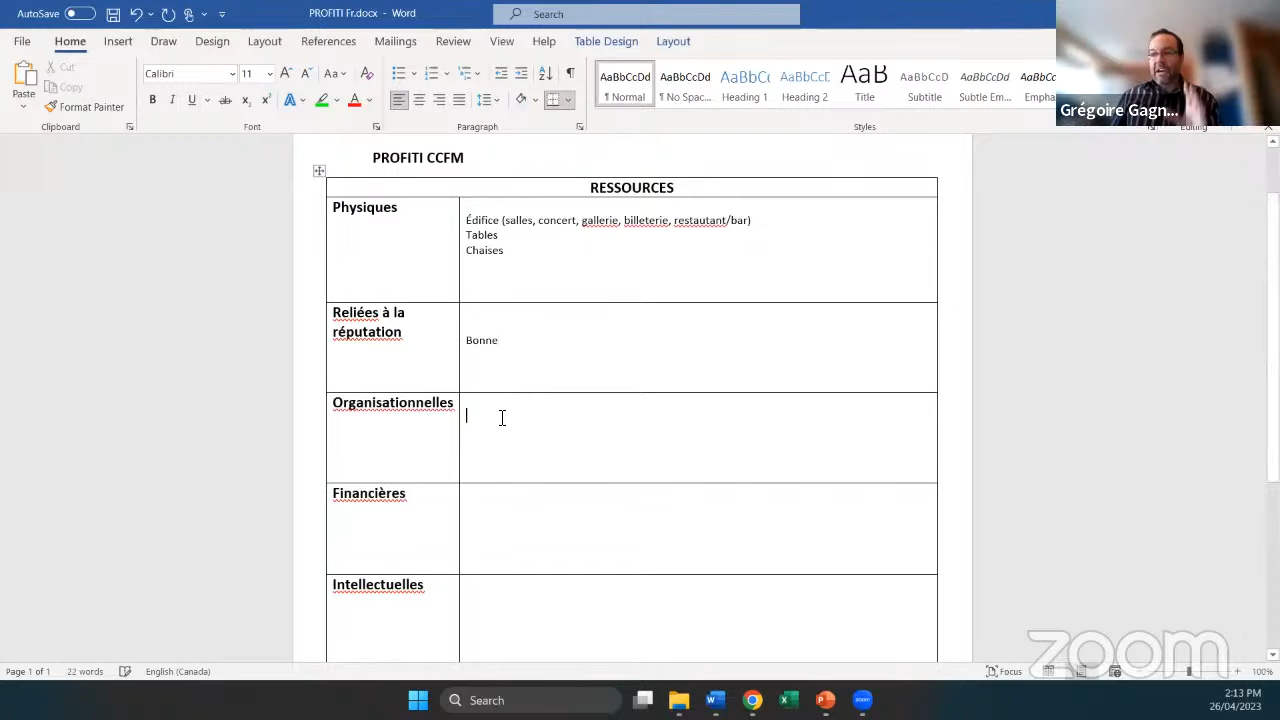 AutoSave
PROFITI Fr.docx - Word
Search
File Home Insert Draw Design Layout References Mailings Review View Help Table Design Layout
Paste
Cut
Copy
Format Painter
Clipboard
Calibri 11
Font
Paragraph
AaBbCcDd AaBbCcDd AaBbCc AaBbCcE AaB AaBbCcD AaBbCcDd AaBbCcDd
¶ Normal ¶ No Spac... Heading 1 Heading 2 Title Subtitle Subtle Em... Empha
Styles
Editing
Grégoire Gagn...
PROFITI CCFM
RESSOURCES
Physiques
Édifice (salles, concert, gallerie, billeterie, restautant/bar)
Tables
Chaises
Reliées à la
réputation
Bonne
Organisationnelles
Financières
Intellectuelles
zoom
Page 1 of 1 22 words English (Canada) Focus 100%
Search
2:13 PM
26/04/2023